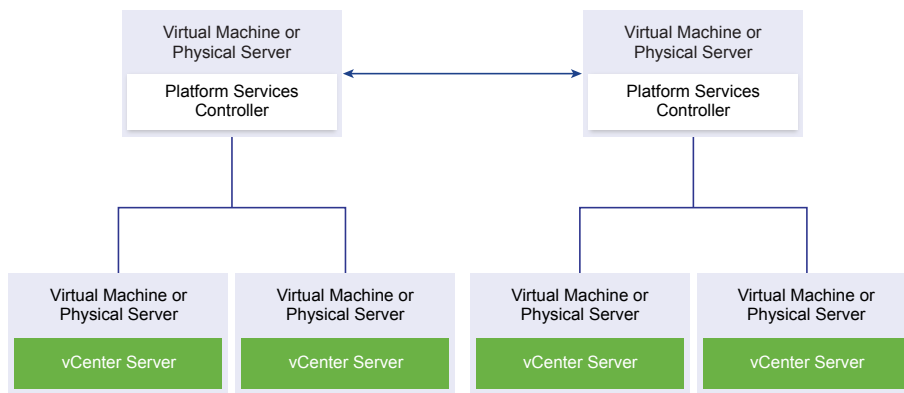 Virtual Machine or
Physical Server
Platform Services
Controller
Virtual Machine or
Physical Server
Platform Services
Controller
Virtual Machine or
Physical Server
vCenter Server
Virtual Machine or
Physical Server
vCenter Server
Virtual Machine or
Physical Server
vCenter Server
Virtual Machine or
Physical Server
vCenter Server